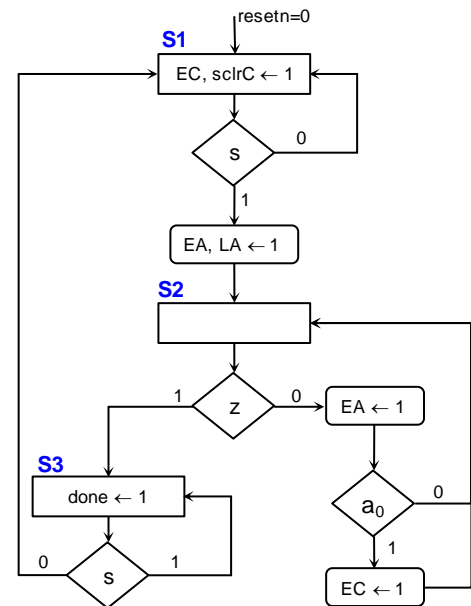 resetn=0
S1
EC, sclrC ← 1
s
0
1
EA, LA ← 1
S2
z
1
0
EA ← 1
S3
done ← 1
a0
0
1
s
0
1
EC ← 1